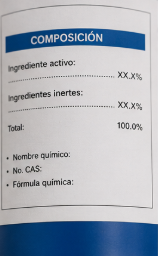 COMPOSICIÓN
Ingrediente activo:
.............................. XX.X%
Ingredientes inertes:
.............................. XX.X%
Total: 100.0%
• Nombre químico:
• No. CAS:
• Fórmula química: